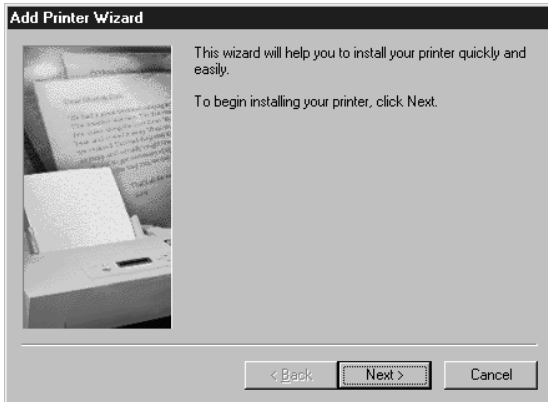 Add Printer Wizard
This wizard will help you to install your printer quickly and
easily.
To begin installing your printer, click Next.
< Back
Next >
Cancel